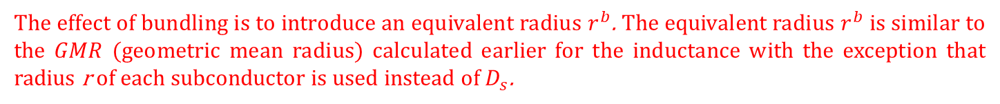 The effect of bundling is to introduce an equivalent radius r^b. The equivalent radius r^b is similar to
the GMR (geometric mean radius) calculated earlier for the inductance with the exception that
radius r of each subconductor is used instead of D_s.